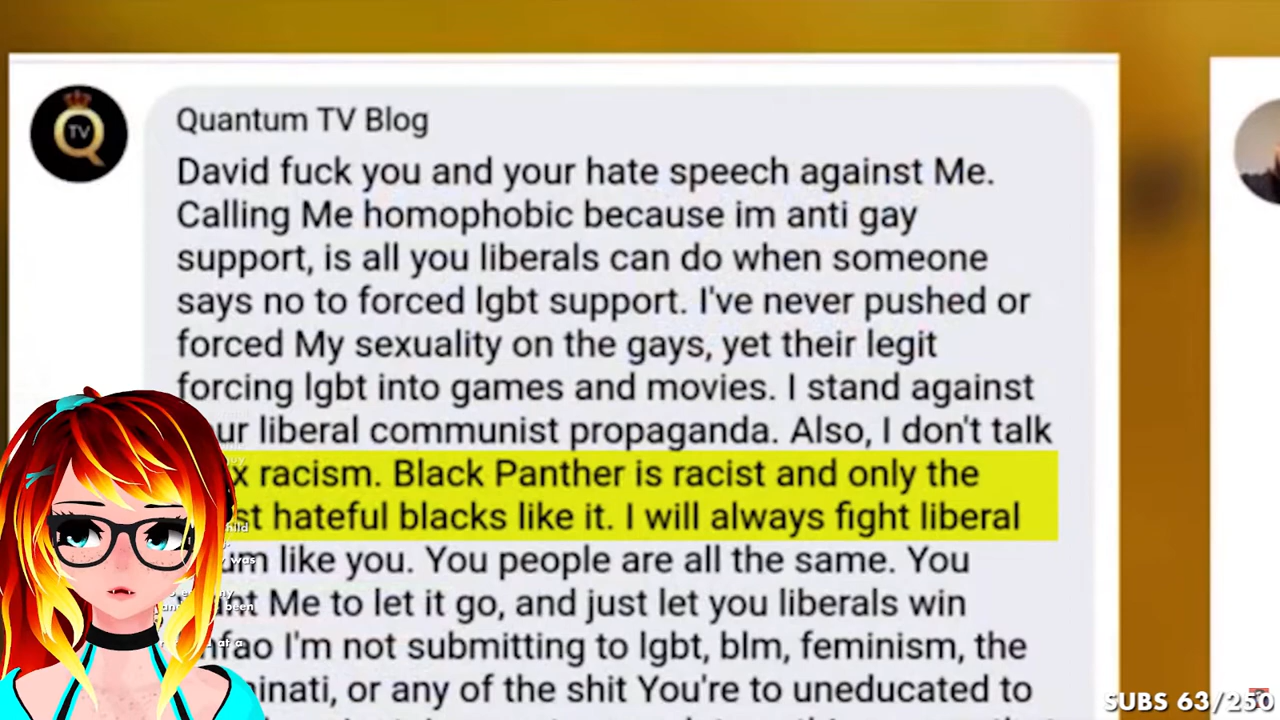 TV
Quantum TV Blog
David fuck you and your hate speech against Me.
Calling Me homophobic because im anti gay
support, is all you liberals can do when someone
says no to forced lgbt support. I've never pushed or
forced My sexuality on the gays, yet their legit
forcing lgbt into games and movies. I stand against
ur liberal communist propaganda. Also, I don't talk
x racism. Black Panther is racist and only the
st hateful blacks like it. I will always fight liberal
like you. You people are all the same. You
Me to let it go, and just let you liberals win
I'm not submitting to lgbt, blm, feminism, the
or any of the shit You're to uneducated to
SUBS 63/250